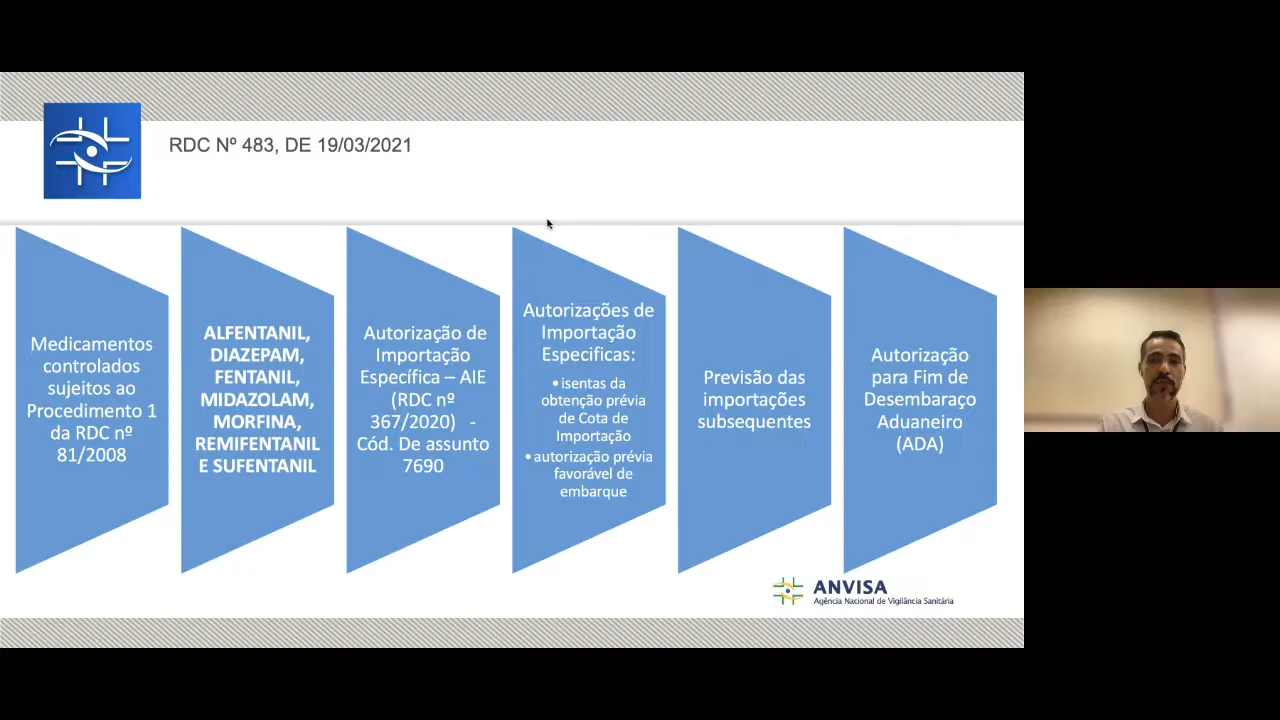 RDC Nº 483, DE 19/03/2021
Medicamentos
controlados
sujeitos ao
Procedimento 1
da RDC nº
81/2008
ALFENTANIL,
DIAZEPAM,
FENTANIL,
MIDAZOLAM,
MORFINA,
REMIFENTANIL
E SUFENTANIL
Autorização de
Importação
Específica – AIE
(RDC nº
367/2020) -
Cód. De assunto
7690
Autorizações de
Importação
Especificas:
•isentas da
obtenção prévia
de Cota de
Importação
•autorização prévia
favorável de
embarque
Previsão das
importações
subsequentes
Autorização
para Fim de
Desembaraço
Aduaneiro
(ADA)
ANVISA
Agência Nacional de Vigilância Sanitária